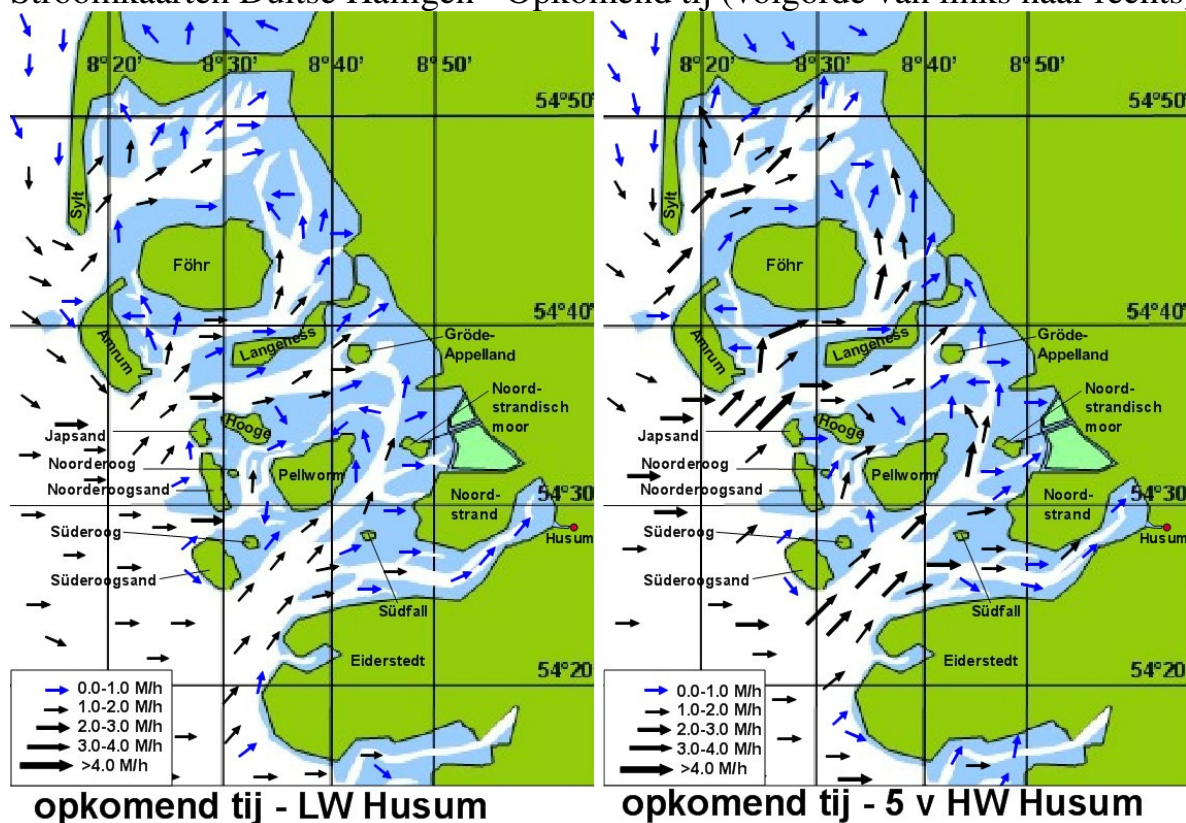 Stroomkaarten Duitse Halligen - Opkomend tij (volgorde van links naar rechts)
8°20' 8°30' 8°40' 8°50'
54°50'
Sylt
Föhr
54°40'
Amrum
Langeness
Gröde-
Appelland
Noord-
strandisch
moor
Hooge
Japsand
Noorderoog
Pellworm
Noorderoogsand
54°30'
Noord-
strand
Süderoog
Husum
Süderoogsand
Südfall
Eiderstedt
54°20'
0.0-1.0 M/h
1.0-2.0 M/h
2.0-3.0 M/h
3.0-4.0 M/h
>4.0 M/h
opkomend tij - LW Husum
8°20' 8°30' 8°40' 8°50'
54°50'
Sylt
Föhr
54°40'
Amrum
Langeness
Gröde-
Appelland
Noord-
strandisch
moor
Hooge
Japsand
Noorderoog
Pellworm
Noorderoogsand
54°30'
Noord-
strand
Süderoog
Husum
Süderoogsand
Südfall
Eiderstedt
54°20'
0.0-1.0 M/h
1.0-2.0 M/h
2.0-3.0 M/h
3.0-4.0 M/h
>4.0 M/h
opkomend tij - 5 v HW Husum